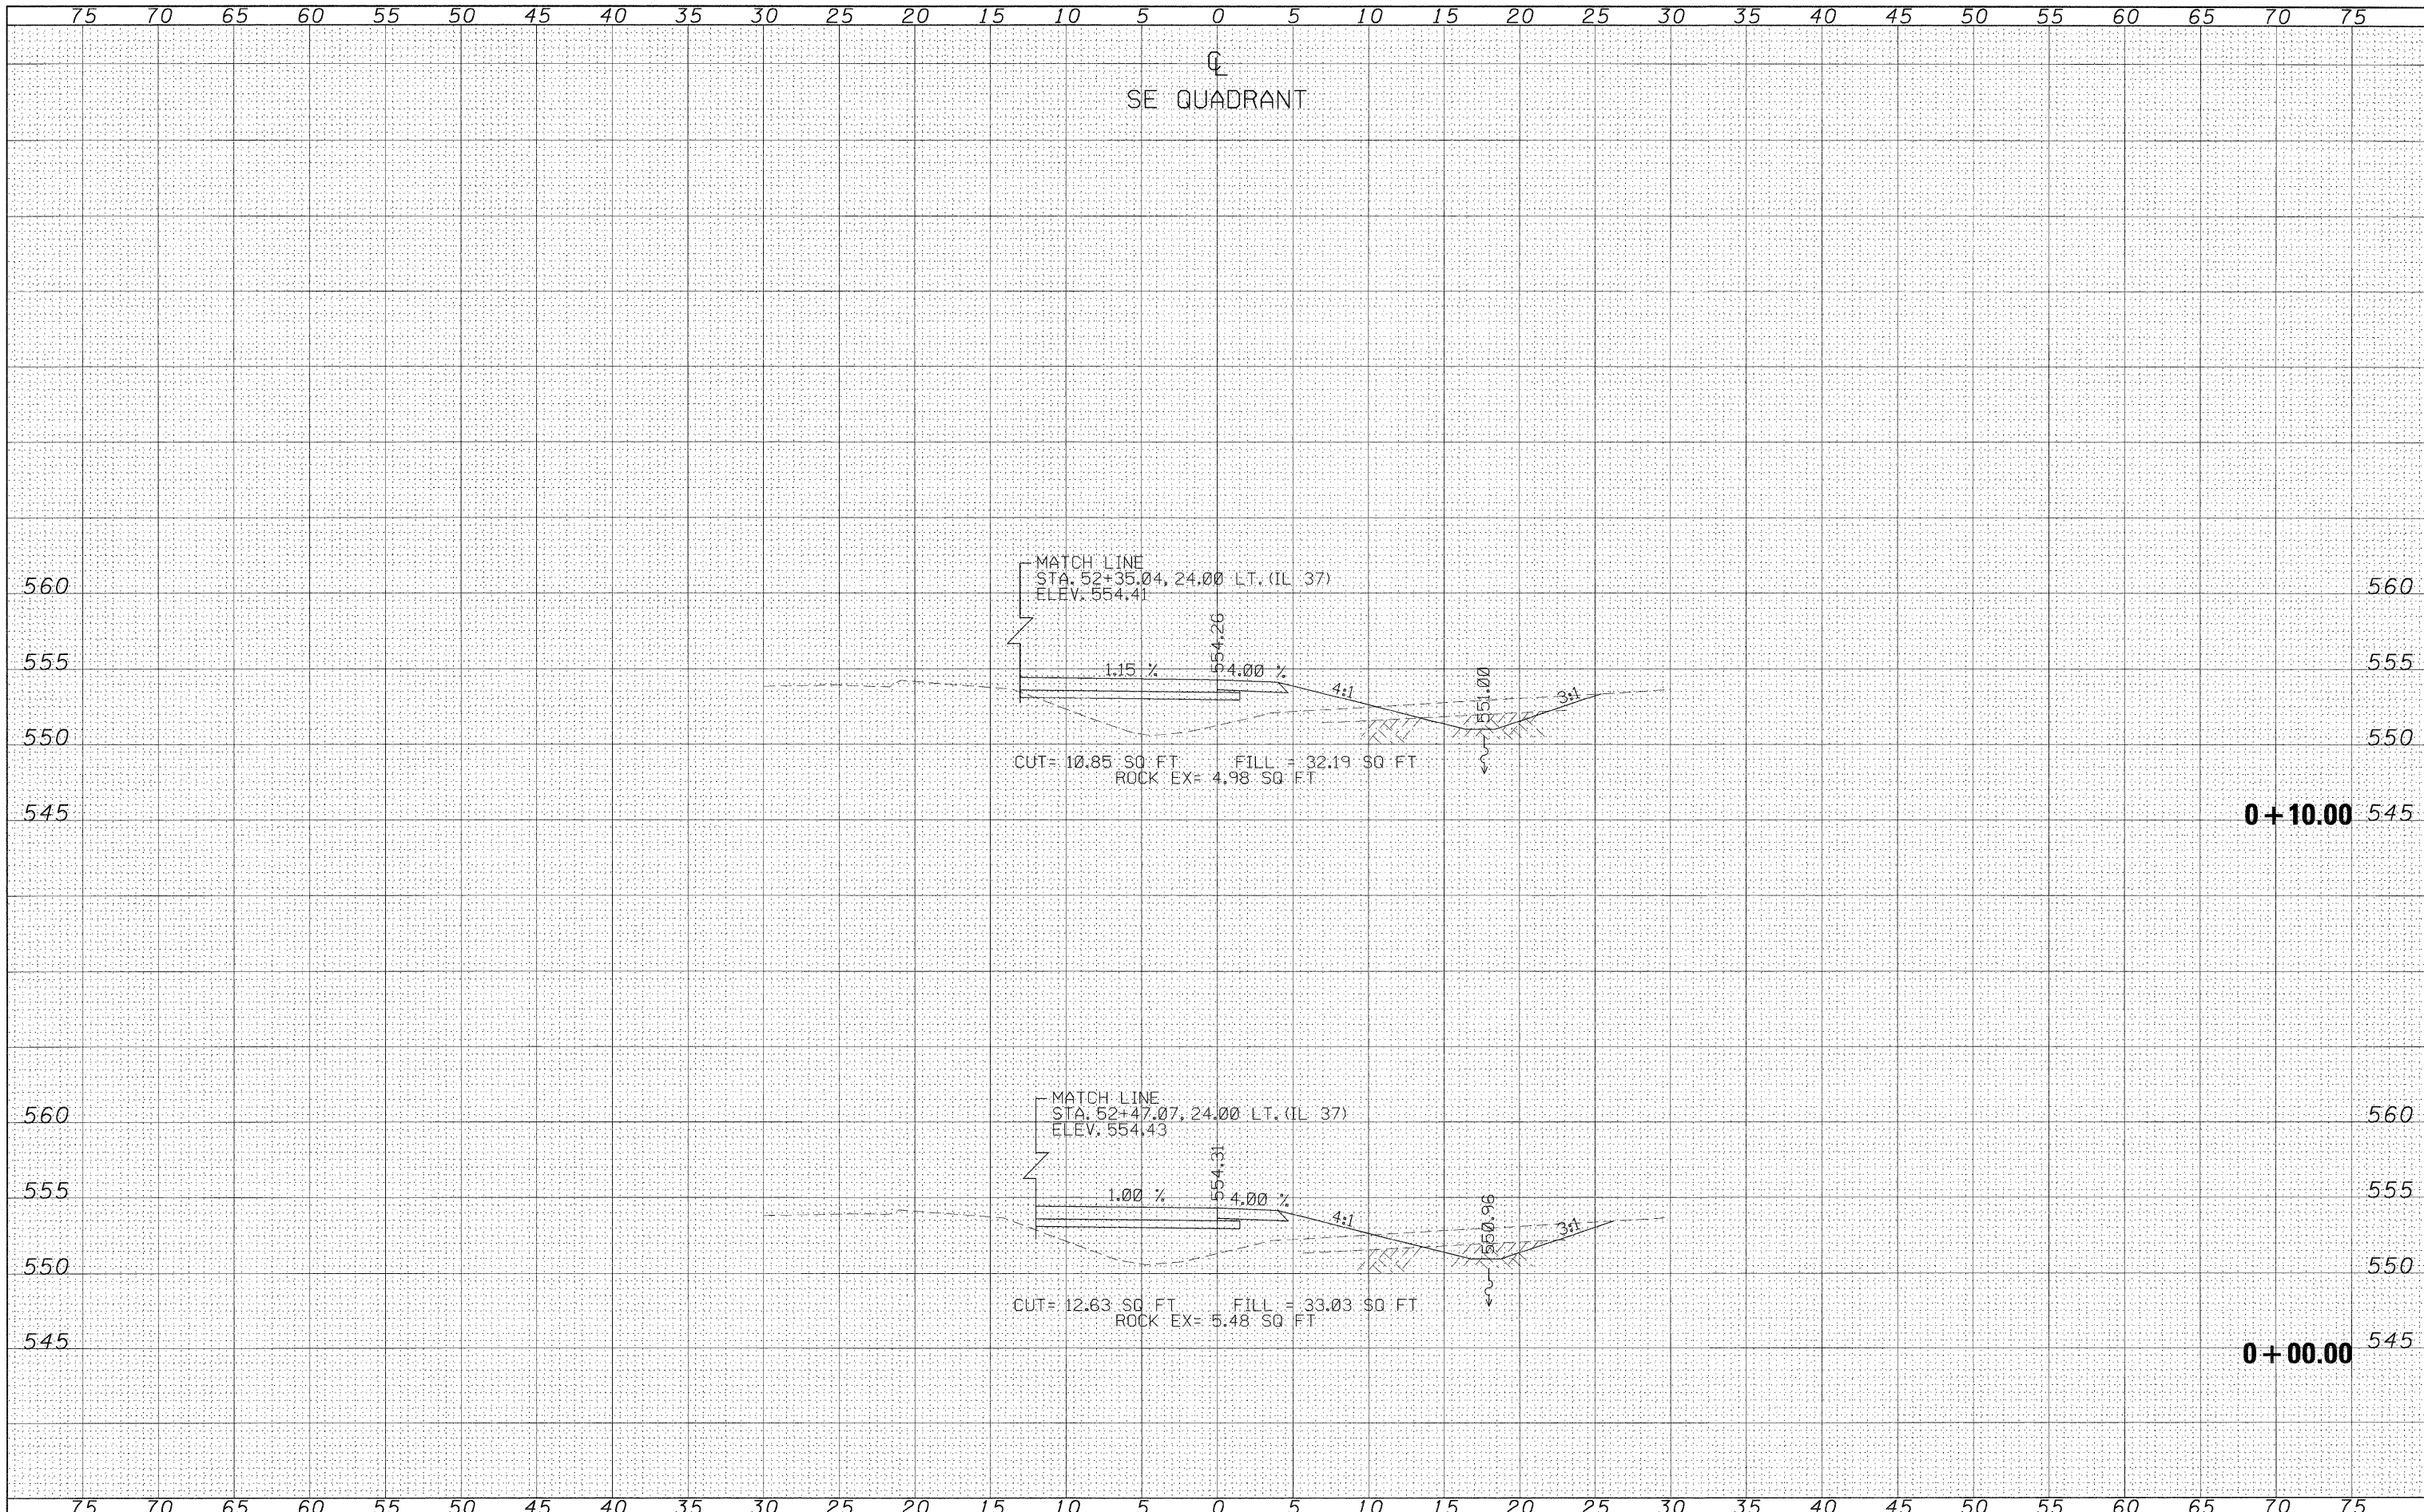 75 70 65 60 55 50 45 40 35 30 25 20 15 10 5 0 5 10 15 20 25 30 35 40 45 50 55 60 65 70 75
℄
SE QUADRANT
MATCH LINE
STA. 52+35.04, 24.00 LT. (IL 37)
ELEV. 554.41
560 560
554.26
555 1.15 % 4.00 % 555
4:1 551.00 3:1
550 550
CUT= 10.85 SQ FT FILL = 32.19 SQ FT
ROCK EX= 4.98 SQ FT
545 0+10.00 545
MATCH LINE
STA. 52+47.07, 24.00 LT. (IL 37)
ELEV. 554.43
560 560
554.31
555 1.00 % 4.00 % 555
4:1 550.96 3:1
550 550
CUT= 12.63 SQ FT FILL = 33.03 SQ FT
ROCK EX= 5.48 SQ FT
545 0+00.00 545
75 70 65 60 55 50 45 40 35 30 25 20 15 10 5 0 5 10 15 20 25 30 35 40 45 50 55 60 65 70 75